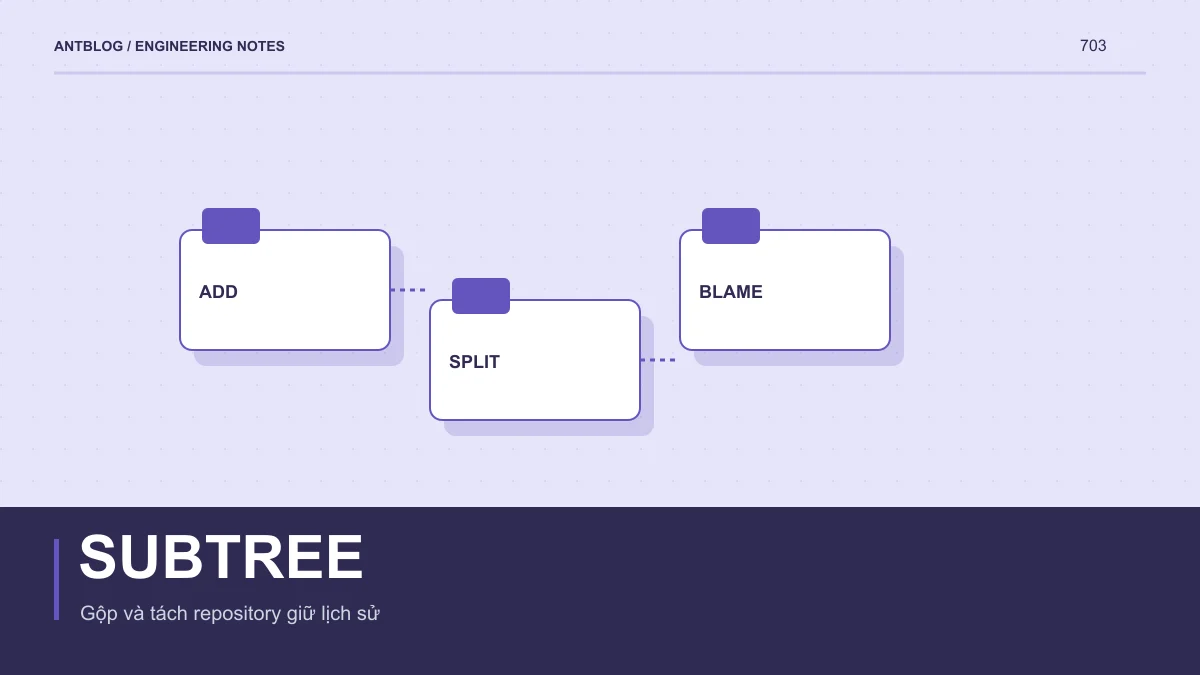 ANTBLOG / ENGINEERING NOTES
703
ADD
SPLIT
BLAME
SUBTREE
Gộp và tách repository giữ lịch sử